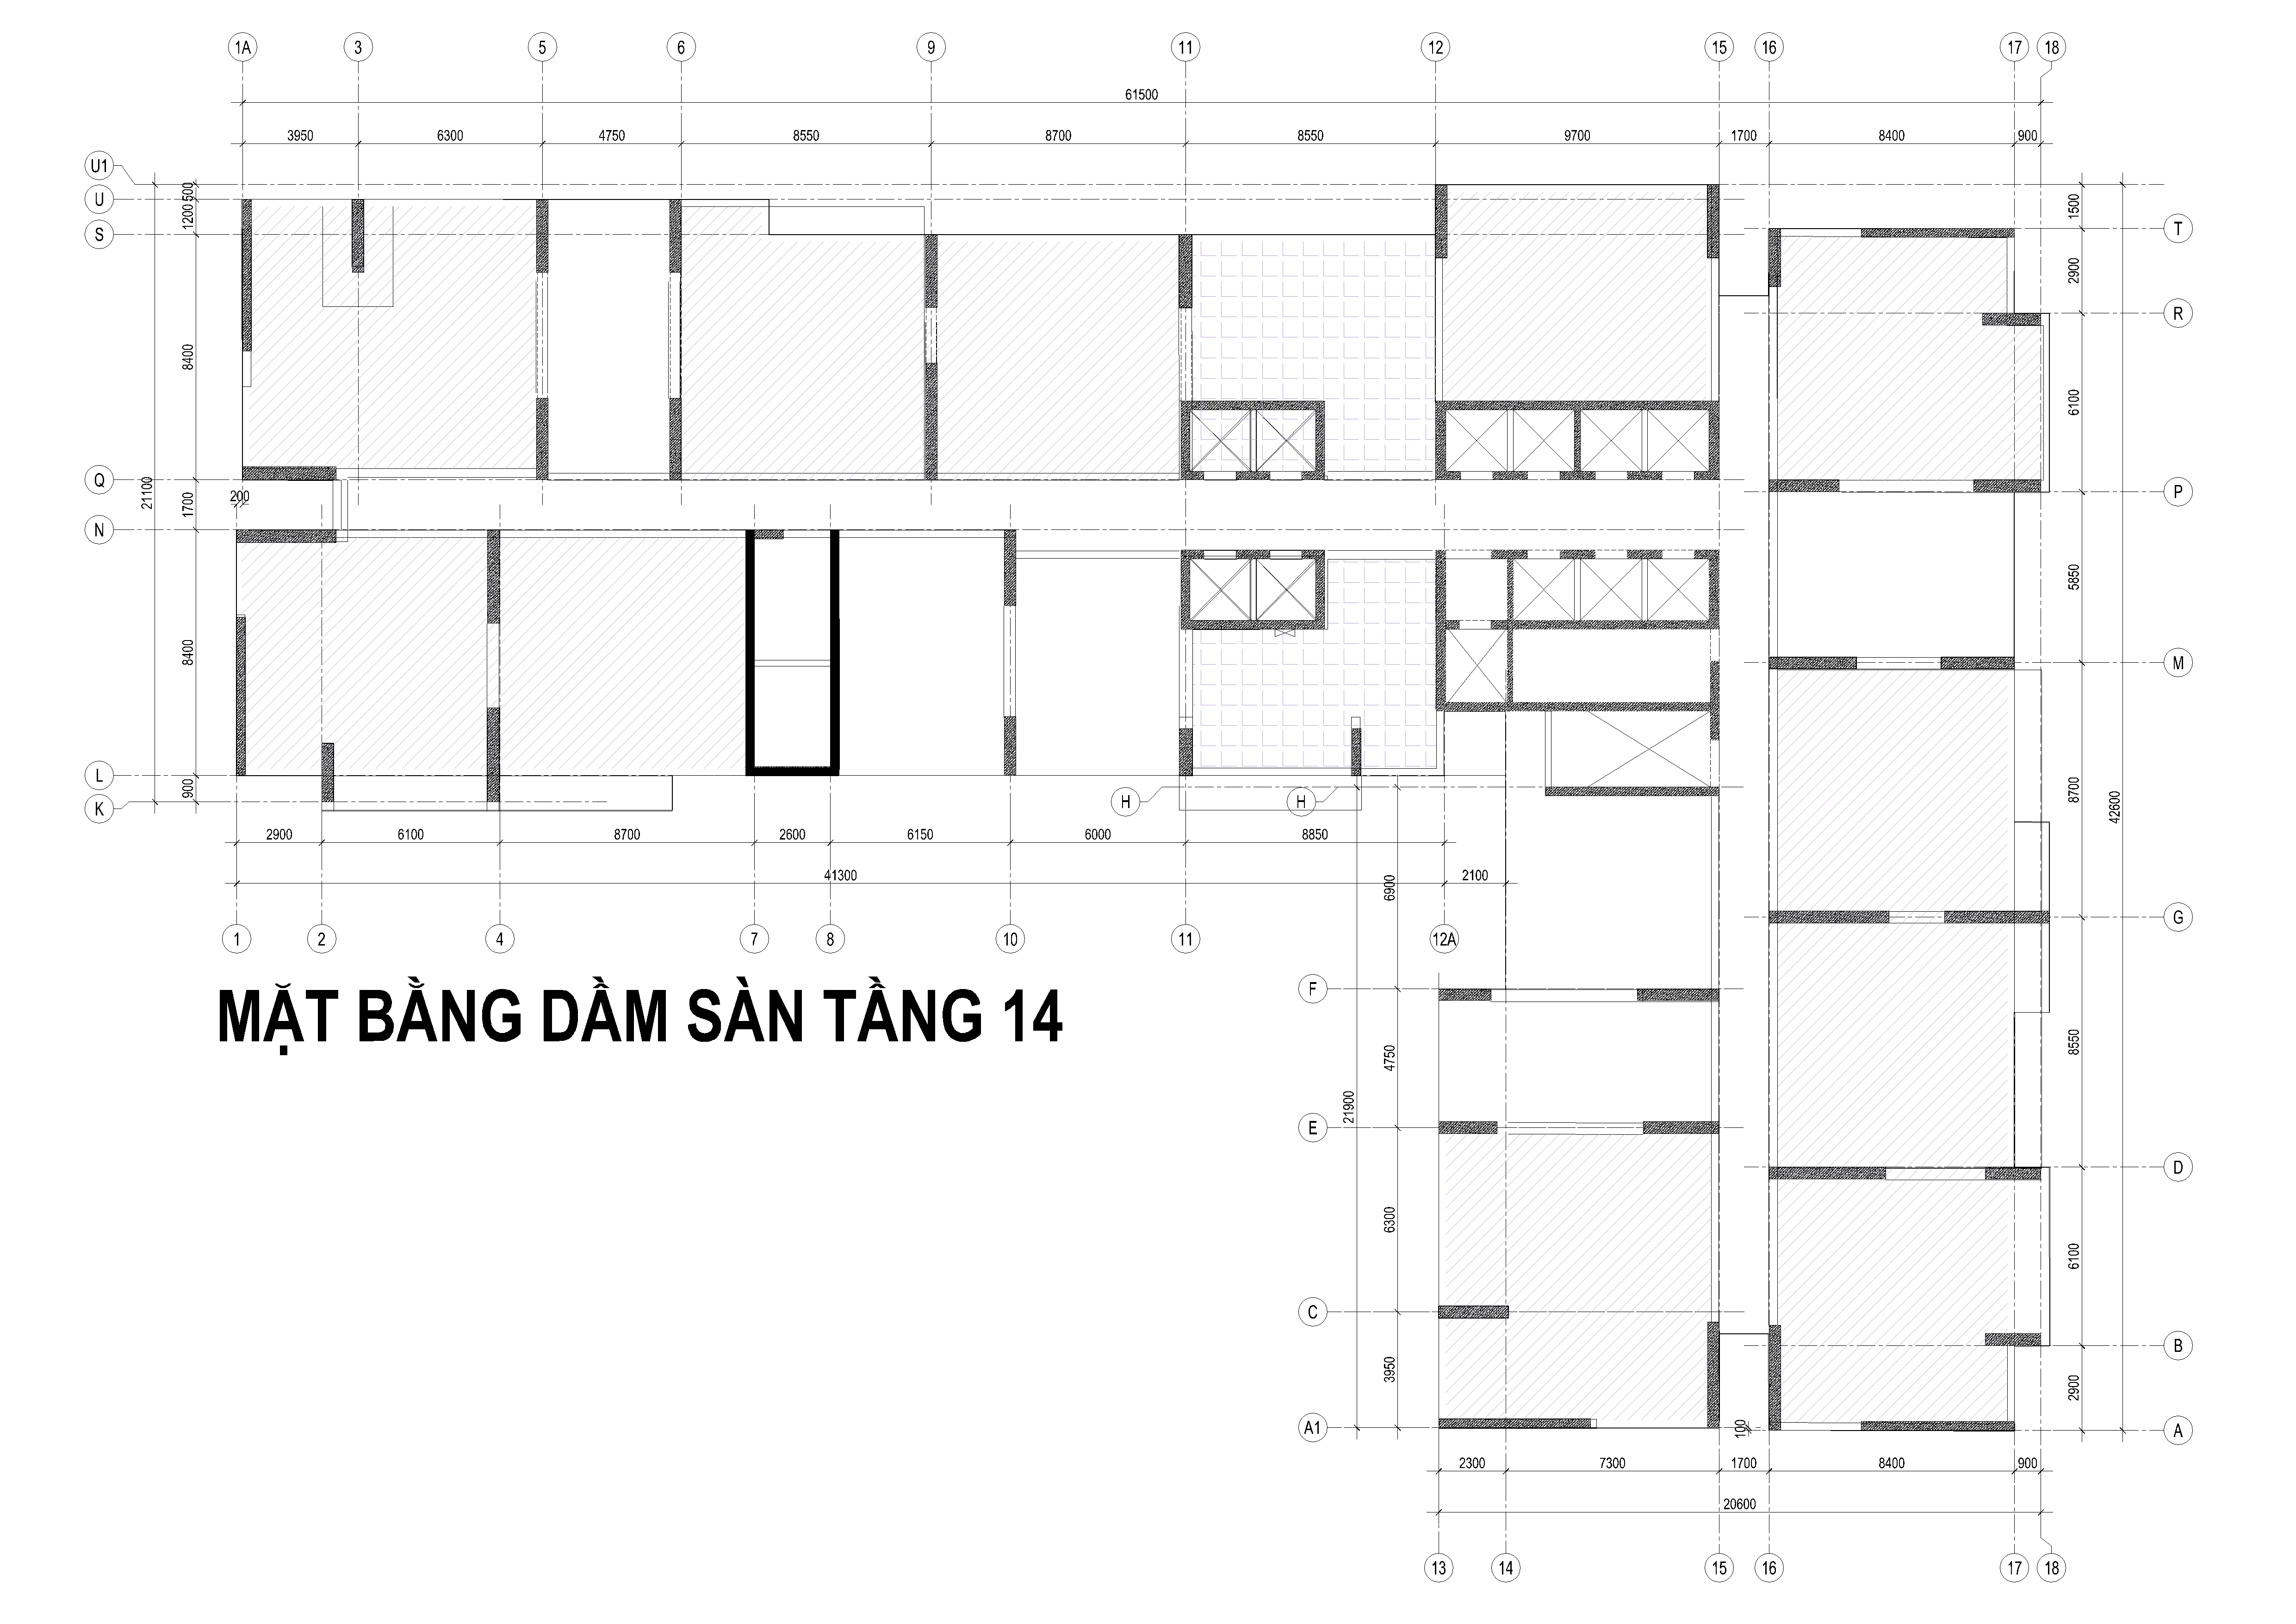 1A 3 5 6 9 11 12 15 16 17 18
61500
3950 6300 4750 8550 8700 8550 9700 1700 8400 900
U1
U
S
Q
N
L
K
500
1200
8400
1700
8400
900
21100
200
T
R
P
M
G
D
B
A
1500
2900
6100
5850
8700
8550
6100
2900
42600
H H
2900 6100 8700 2600 6150 6000 8850
41300 2100
1 2 4 7 8 10 11 12A
MẶT BẰNG DẦM SÀN TẦNG 14
F
E
C
A1
6900
4750
6300
3950
21900
100
2300 7300 1700 8400 900
20600
13 14 15 16 17 18